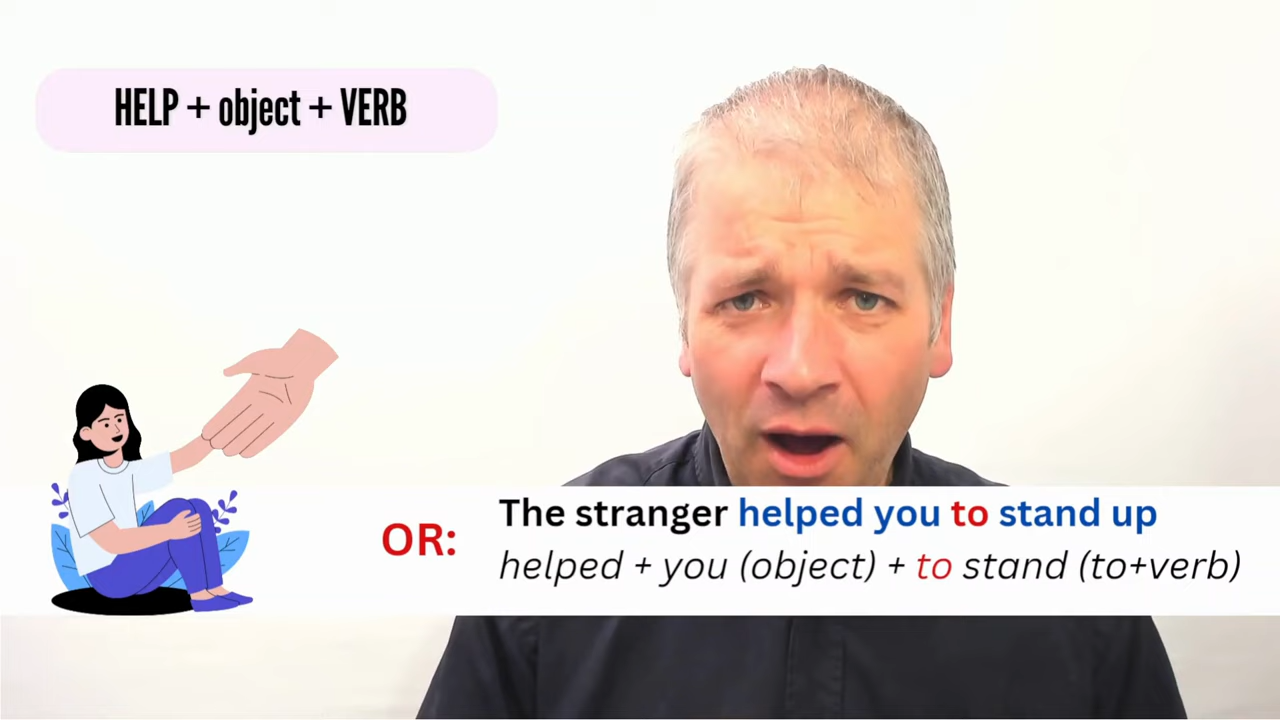 HELP + object + VERB
OR:
The stranger helped you to stand up
helped + you (object) + to stand (to+verb)